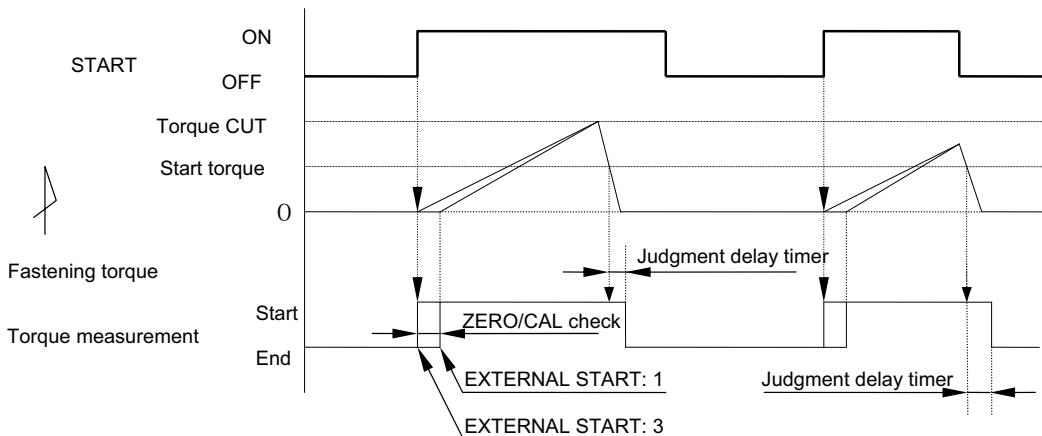 ON
START
OFF
Torque CUT
Start torque
0
Judgment delay timer
Fastening torque
Start
ZERO/CAL check
Torque measurement
End
EXTERNAL START: 1
Judgment delay timer
EXTERNAL START: 3